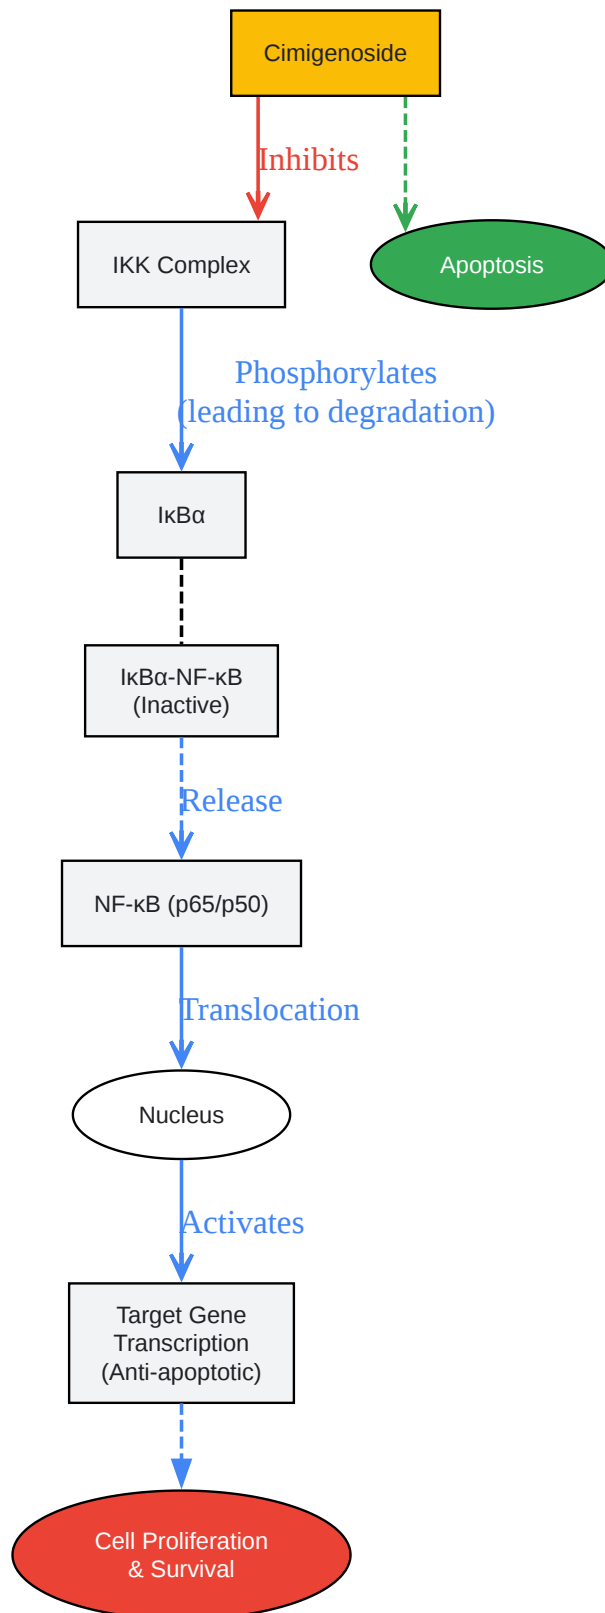 Cimigenoside
Inhibits
IKK Complex
Apoptosis
Phosphorylates
(leading to degradation)
IκBα
IκBα-NF-κB
(Inactive)
Release
NF-κB (p65/p50)
Translocation
Nucleus
Activates
Target Gene
Transcription
(Anti-apoptotic)
Cell Proliferation
& Survival